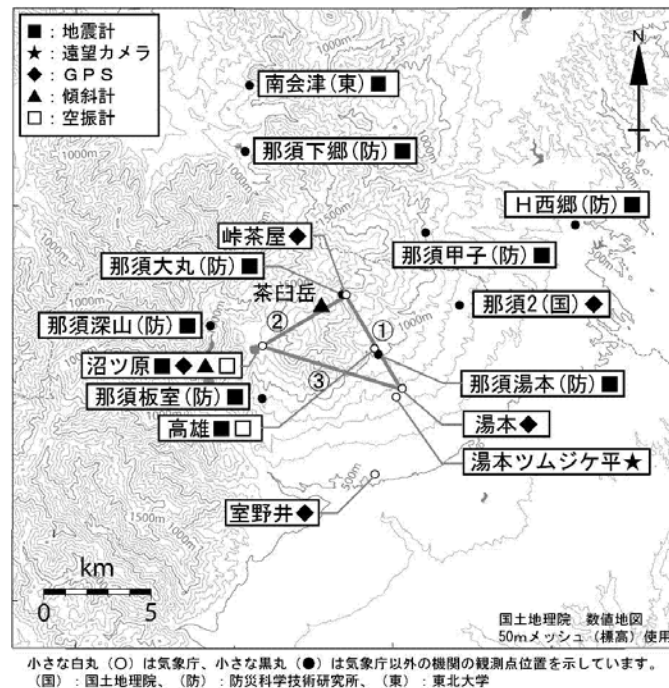 ■：地震計
★：遠望カメラ
◆：ＧＰＳ
▲：傾斜計
□：空振計
N
1000m
南会津(東)■
那須下郷(防)■
1000m
500m
Ｈ西郷(防)■
峠茶屋◆
那須甲子(防)■
那須大丸(防)■
茶臼岳
那須2(国)◆
那須深山(防)■
②
①
1000m
沼ツ原■◆▲□
③
那須湯本(防)■
那須板室(防)■
高雄■□
湯本◆
湯本ツムジケ平★
500m
室野井◆
1500m
1000m
km
0 5
国土地理院 数値地図
50mメッシュ（標高）使用
小さな白丸（○）は気象庁、小さな黒丸（●）は気象庁以外の機関の観測点位置を示しています。
（国）：国土地理院、（防）：防災科学技術研究所、（東）：東北大学